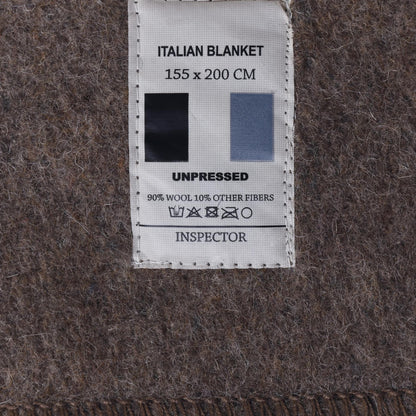 ITALIAN BLANKET
155 x 200 CM
UNPRESSED
90% WOOL 10% OTHER FIBERS
INSPECTOR